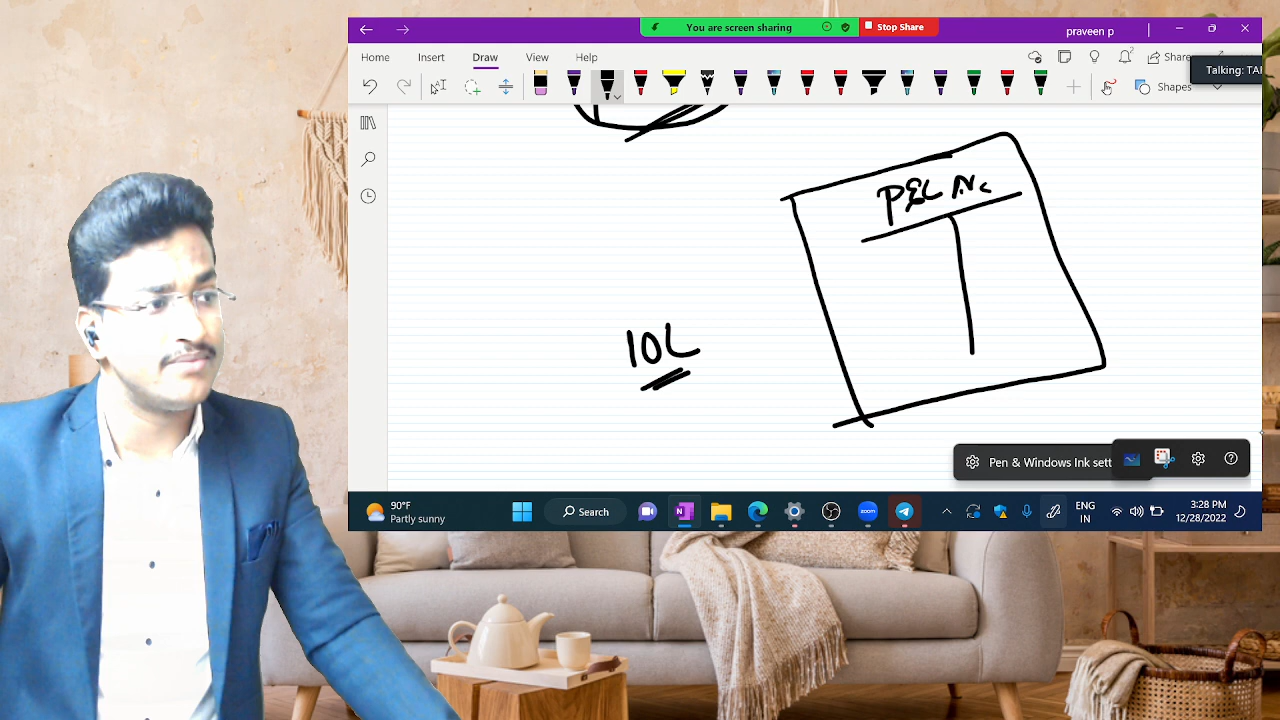 You are screen sharing
Stop Share
praveen p
Home Insert Draw View Help
Share
Talking: TA
Shapes
P&L A/c
10L
Pen & Windows Ink sett
90°F
Partly sunny
Search
zoom
ENG
IN
3:28 PM
12/28/2022